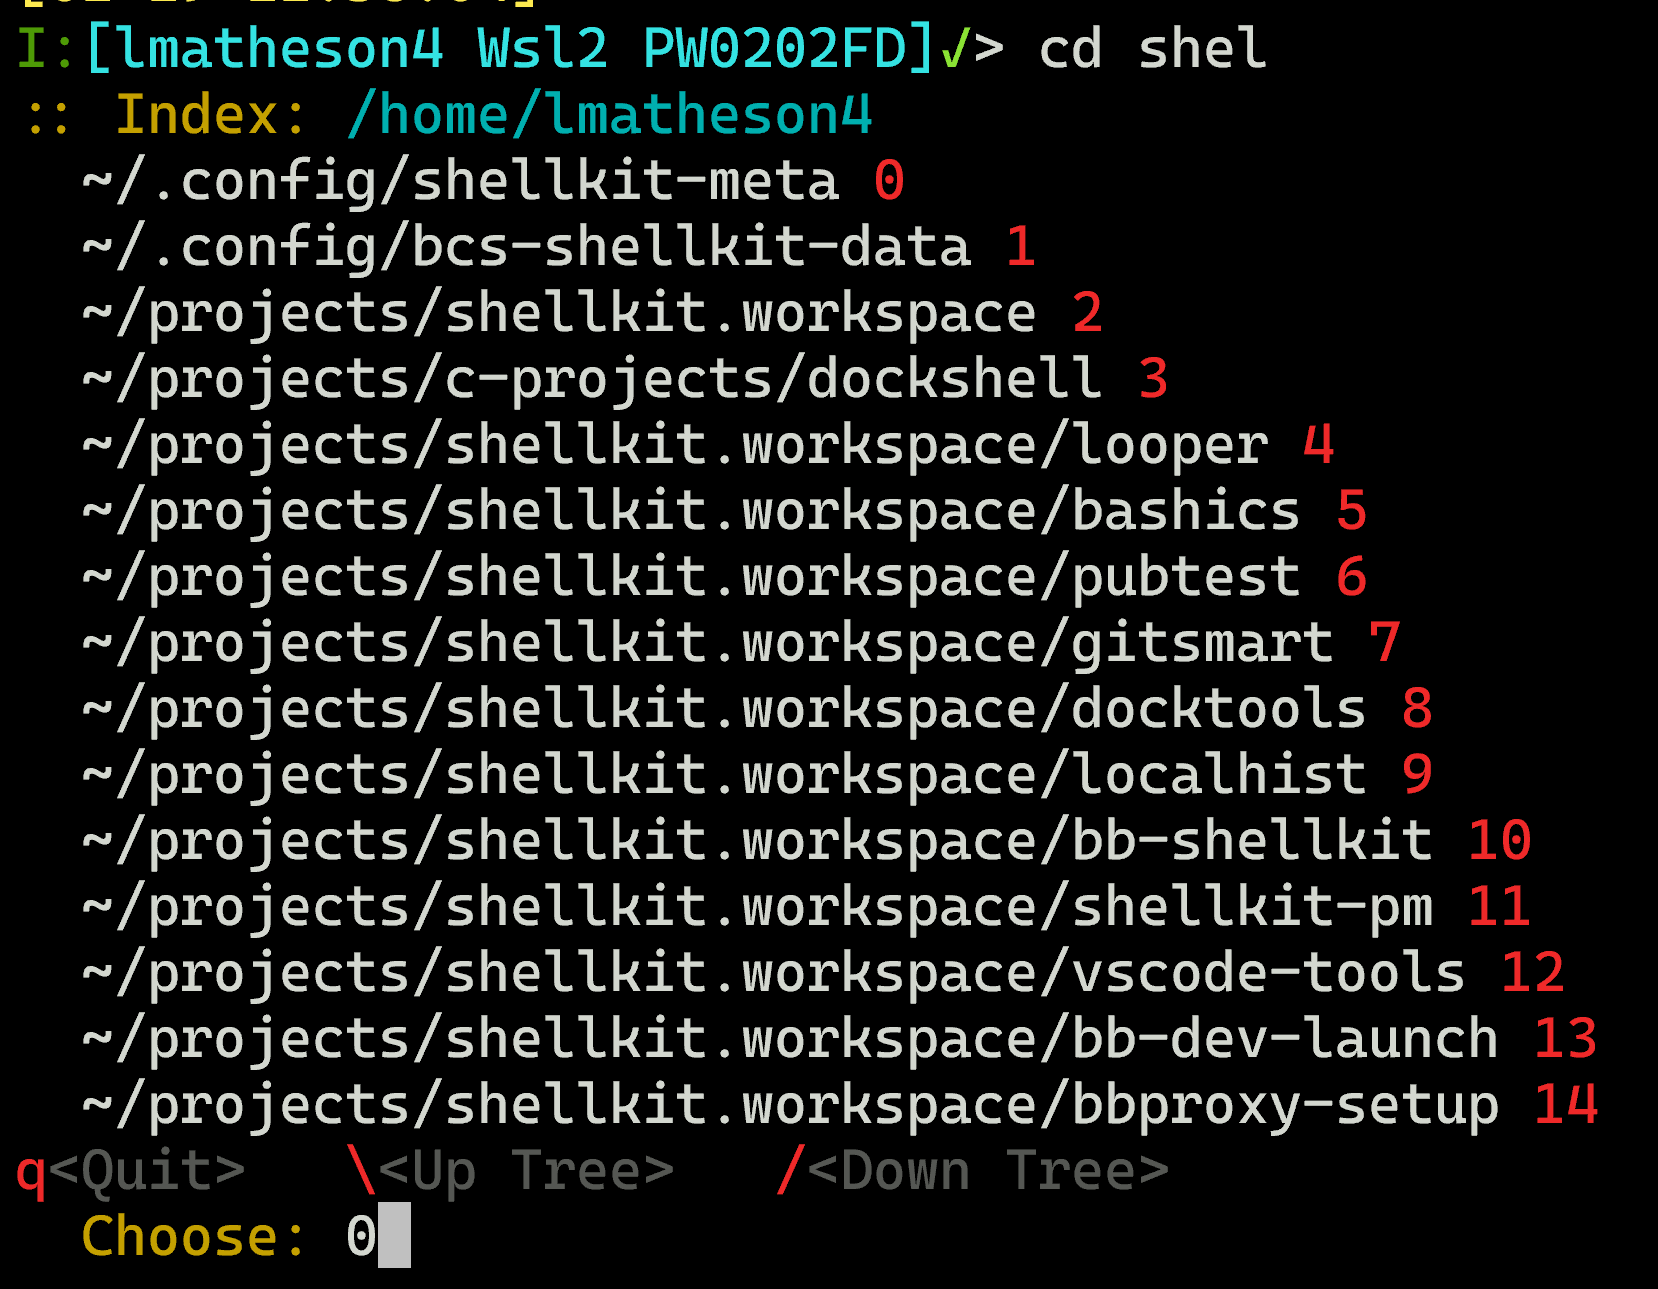 I:[lmatheson4 Wsl2 PW0202FD]✓> cd shel
:: Index: /home/lmatheson4
~/.config/shellkit-meta 0
~/.config/bcs-shellkit-data 1
~/projects/shellkit.workspace 2
~/projects/c-projects/dockshell 3
~/projects/shellkit.workspace/looper 4
~/projects/shellkit.workspace/bashics 5
~/projects/shellkit.workspace/pubtest 6
~/projects/shellkit.workspace/gitsmart 7
~/projects/shellkit.workspace/docktools 8
~/projects/shellkit.workspace/localhist 9
~/projects/shellkit.workspace/bb-shellkit 10
~/projects/shellkit.workspace/shellkit-pm 11
~/projects/shellkit.workspace/vscode-tools 12
~/projects/shellkit.workspace/bb-dev-launch 13
~/projects/shellkit.workspace/bbproxy-setup 14
q<Quit> \<Up Tree> /<Down Tree>
Choose: 0